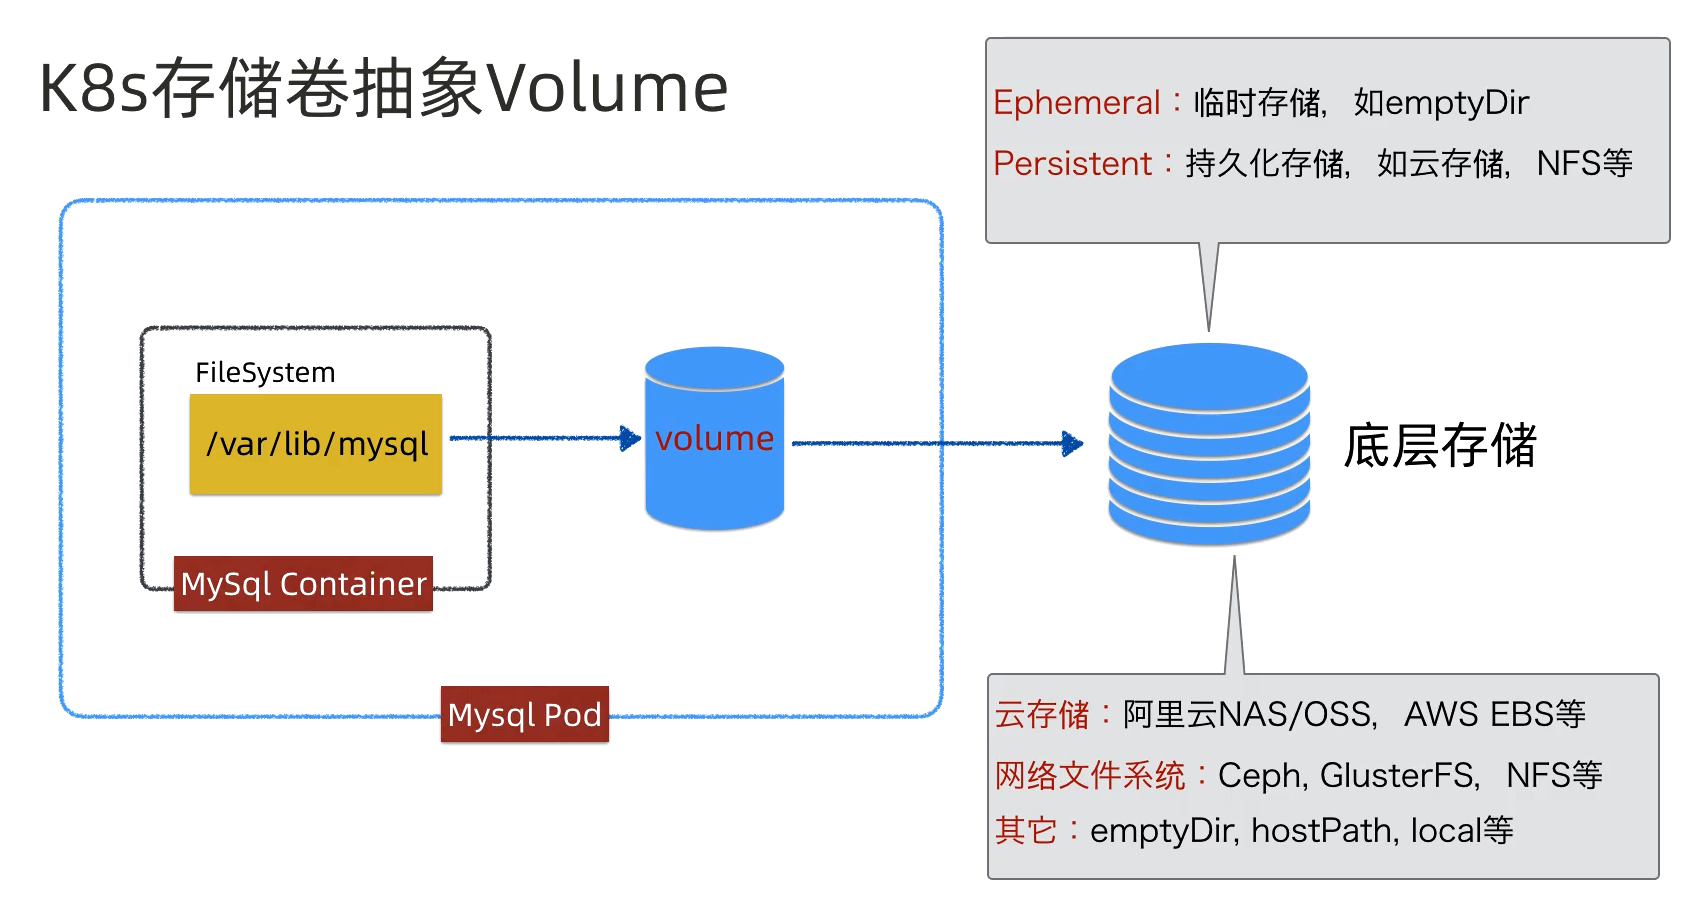 K8s存储卷抽象Volume
Ephemeral：临时存储，如emptyDir
Persistent：持久化存储，如云存储，NFS等
FileSystem
/var/lib/mysql
volume
底层存储
MySql Container
Mysql Pod
云存储：阿里云NAS/OSS，AWS EBS等
网络文件系统：Ceph, GlusterFS，NFS等
其它：emptyDir, hostPath, local等